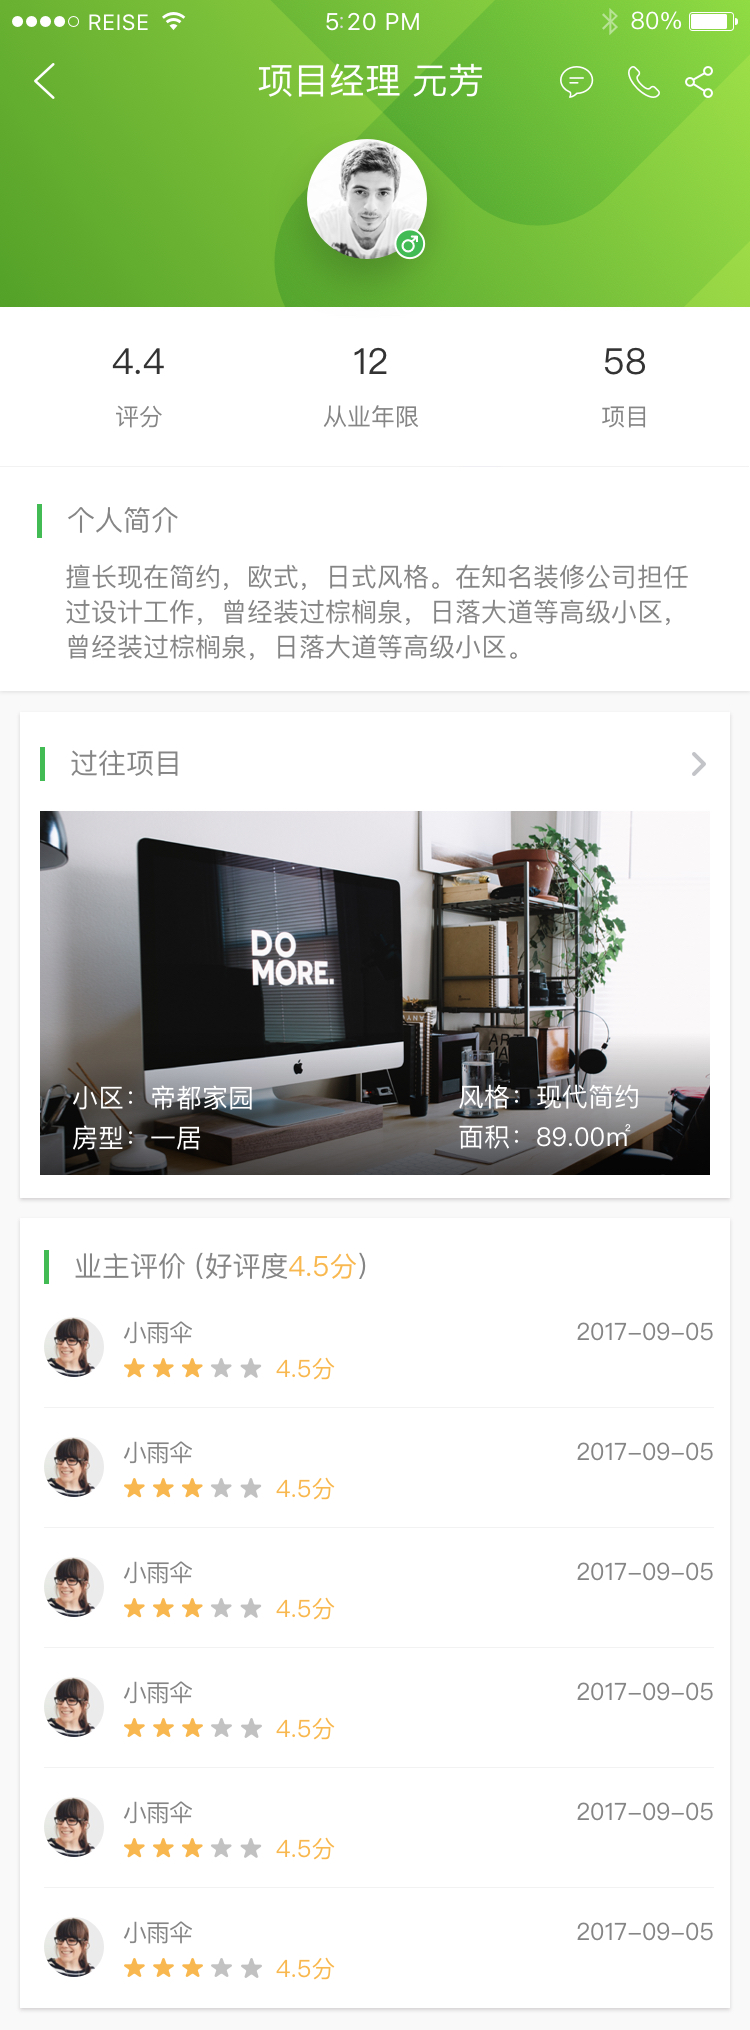 REISE 5:20 PM 80%
项目经理 元芳
4.4 12 58
评分 从业年限 项目
个人简介
擅长现在简约，欧式，日式风格。在知名装修公司担任
过设计工作，曾经装过棕榈泉，日落大道等高级小区，
曾经装过棕榈泉，日落大道等高级小区。
过往项目
DO
MORE.
小区：帝都家园 风格：现代简约
房型：一居 面积：89.00㎡
业主评价 (好评度4.5分)
小雨伞 2017-09-05
4.5分
小雨伞 2017-09-05
4.5分
小雨伞 2017-09-05
4.5分
小雨伞 2017-09-05
4.5分
小雨伞 2017-09-05
4.5分
小雨伞 2017-09-05
4.5分